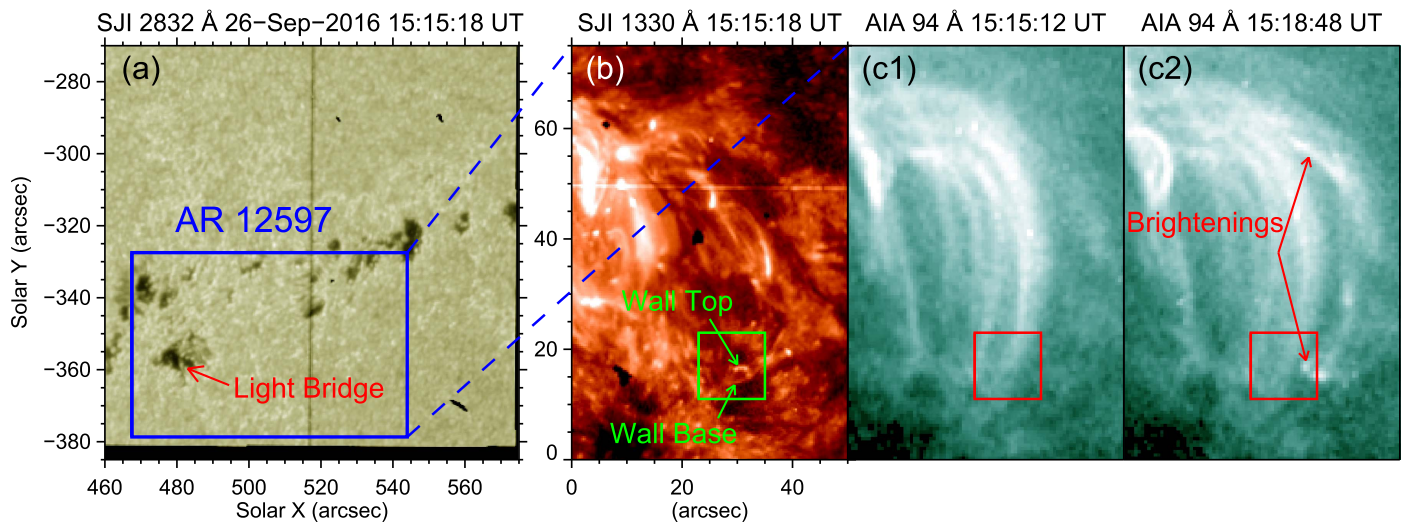 SJI 2832 Å 26−Sep−2016 15:15:18 UT
SJI 1330 Å 15:15:18 UT
AIA 94 Å 15:15:12 UT
AIA 94 Å 15:18:48 UT
(a)
(b)
(c1)
(c2)
−280
−300
−320
−340
−360
−380
Solar Y (arcsec)
AR 12597
Light Bridge
460 480 500 520 540 560
Solar X (arcsec)
60
40
20
0
Wall Top
Wall Base
0 20 40
(arcsec)
Brightenings